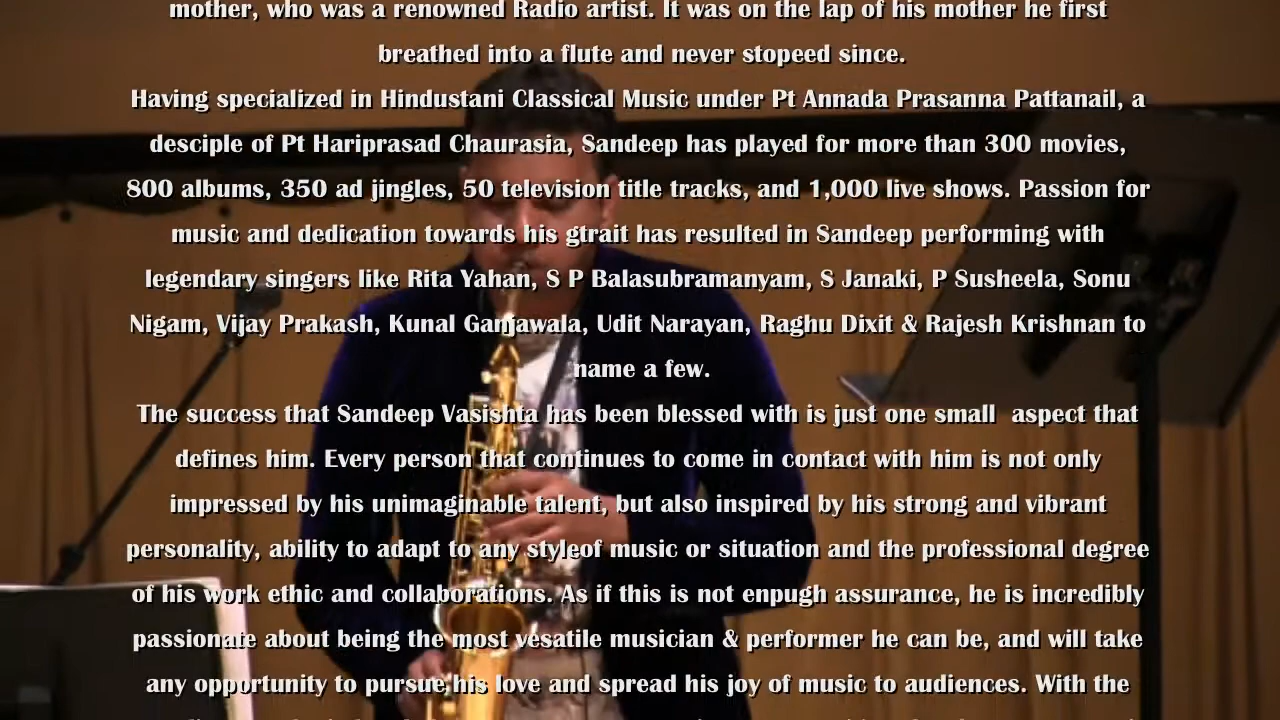 mother, who was a renowned Radio artist. It was on the lap of his mother he first
breathed into a flute and never stopeed since.
Having specialized in Hindustani Classical Music under Pt Annada Prasanna Pattanail, a
desciple of Pt Hariprasad Chaurasia, Sandeep has played for more than 300 movies,
800 albums, 350 ad jingles, 50 television title tracks, and 1,000 live shows. Passion for
music and dedication towards his gtrait has resulted in Sandeep performing with
legendary singers like Rita Yahan, S P Balasubramanyam, S Janaki, P Susheela, Sonu
Nigam, Vijay Prakash, Kunal Ganjawala, Udit Narayan, Raghu Dixit & Rajesh Krishnan to
name a few.
The success that Sandeep Vasishta has been blessed with is just one small  aspect that
defines him. Every person that continues to come in contact with him is not only
impressed by his unimaginable talent, but also inspired by his strong and vibrant
personality, ability to adapt to any styleof music or situation and the professional degree
of his work ethic and collaborations. As if this is not enpugh assurance, he is incredibly
passionate about being the most vesatile musician & performer he can be, and will take
any opportunity to pursue,his love and spread his joy of music to audiences. With the